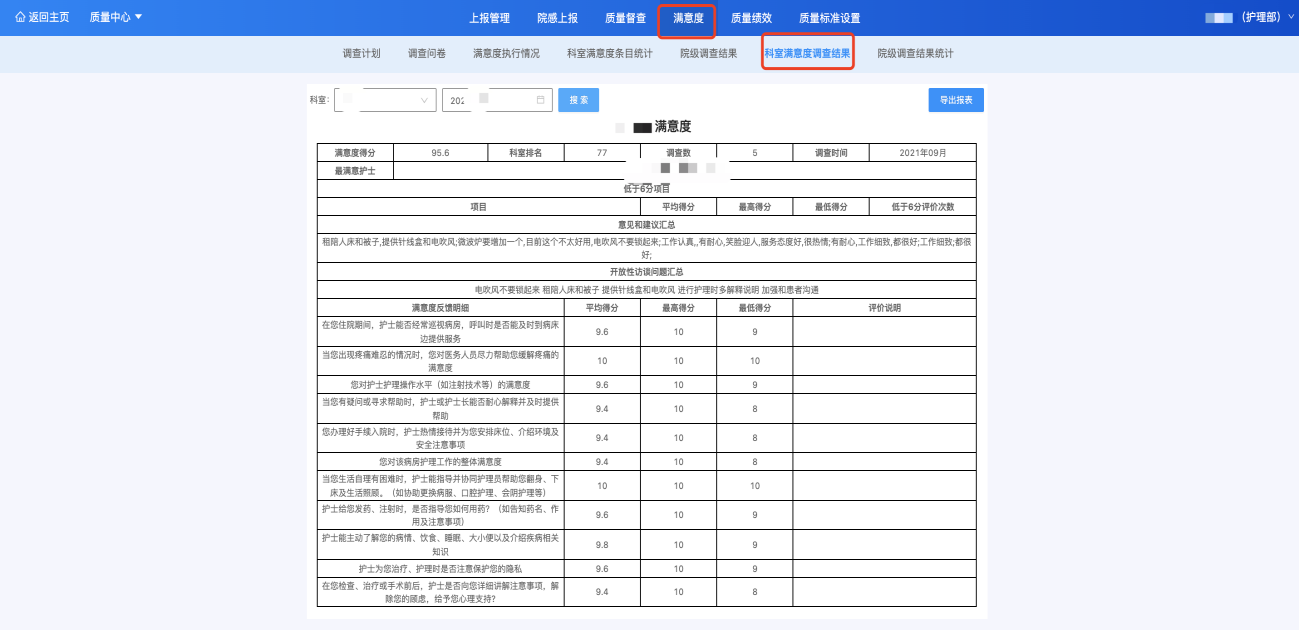 返回主页 质量中心 上报管理 院感上报 质量督查 满意度 质量绩效 质量标准设置 (护理部)
调查计划 调查问卷 满意度执行情况 科室满意度条目统计 院级调查结果 科室满意度调查结果 院级调查结果统计
科室: 202 搜 索 导出报表
满意度
满意度得分 95.6 科室排名 77 调查数 5 调查时间 2021年09月
最满意护士
低于6分项目
项目 平均得分 最高得分 最低得分 低于6分评价次数
意见和建议汇总
租陪人床和被子,提供针线盒和电吹风;微波炉要增加一个,目前这个不太好用,电吹风不要锁起来;工作认真,,有耐心,笑脸迎人,服务态度好,很热情;有耐心,工作细致,都很好;工作细致;都很
好;
开放性访谈问题汇总
电吹风不要锁起来 租陪人床和被子 提供针线盒和电吹风 进行护理时多解释说明 加强和患者沟通
满意度反馈明细 平均得分 最高得分 最低得分 评价说明
在您住院期间，护士能否经常巡视病房，呼叫时是否能及时到病床
边提供服务 9.6 10 9
当您出现疼痛难忍的情况时，您对医务人员尽力帮助您缓解疼痛的
满意度 10 10 10
您对护士护理操作水平（如注射技术等）的满意度 9.6 10 9
当您有疑问或寻求帮助时，护士或护士长能否耐心解释并及时提供
帮助 9.4 10 8
您办理好手续入院时，护士热情接待并为您安排床位、介绍环境及
安全注意事项 9.4 10 8
您对该病房护理工作的整体满意度 9.4 10 8
当您生活自理有困难时，护士能指导并协同护理员帮助您翻身、下
床及生活照顾。（如协助更换病服、口腔护理、会阴护理等） 10 10 10
护士给您发药、注射时，是否指导您如何用药？（如告知药名、作
用及注意事项） 9.6 10 9
护士能主动了解您的病情、饮食、睡眠、大小便以及介绍疾病相关
知识 9.8 10 9
护士为您治疗、护理时是否注意保护您的隐私 9.6 10 9
在您检查、治疗或手术前后，护士是否向您详细讲解注意事项，解
除您的顾虑，给予您心理支持？ 9.4 10 8